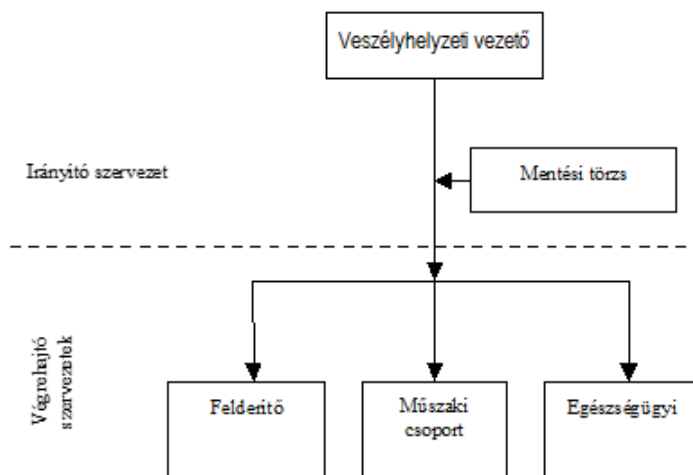 Veszélyhelyzeti vezető
Irányító szervezet
Mentési törzs
Végrehajtó
szervezetek
Felderítő
Műszaki
csoport
Egészségügyi